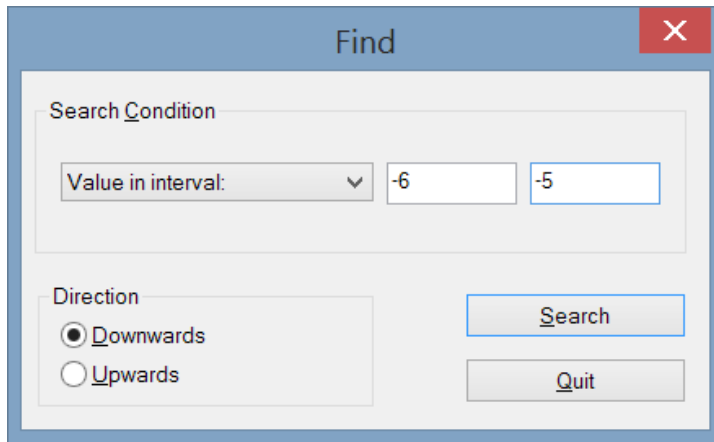 Find
Search Condition
Value in interval: -6 -5
Direction
Downwards
Upwards
Search
Quit